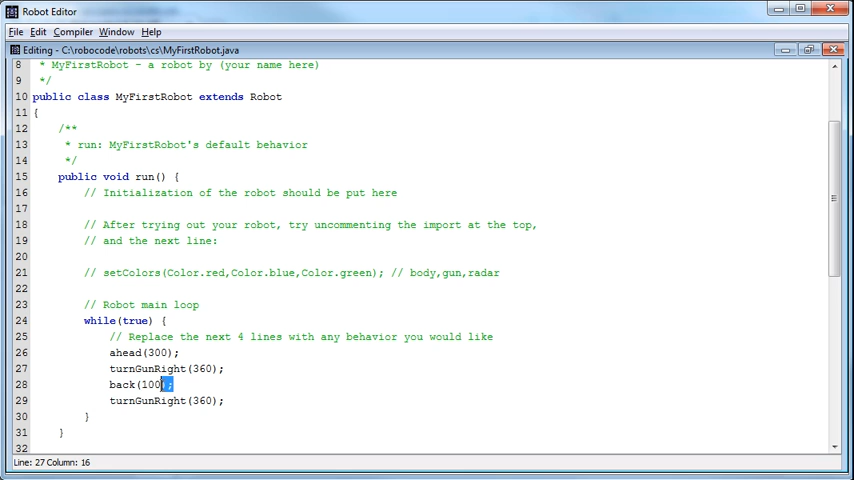 Robot Editor
File Edit Compiler Window Help
Editing - C:\robocode\robots\cs\MyFirstRobot.java
8 * MyFirstRobot - a robot by (your name here)
9 */
10 public class MyFirstRobot extends Robot
11 {
12 /**
13 * run: MyFirstRobot's default behavior
14 */
15 public void run() {
16 // Initialization of the robot should be put here
17
18 // After trying out your robot, try uncommenting the import at the top,
19 // and the next line:
20
21 // setColors(Color.red,Color.blue,Color.green); // body,gun,radar
22
23 // Robot main loop
24 while(true) {
25 // Replace the next 4 lines with any behavior you would like
26 ahead(300);
27 turnGunRight(360);
28 back(100);
29 turnGunRight(360);
30 }
31 }
32
Line: 27 Column: 16